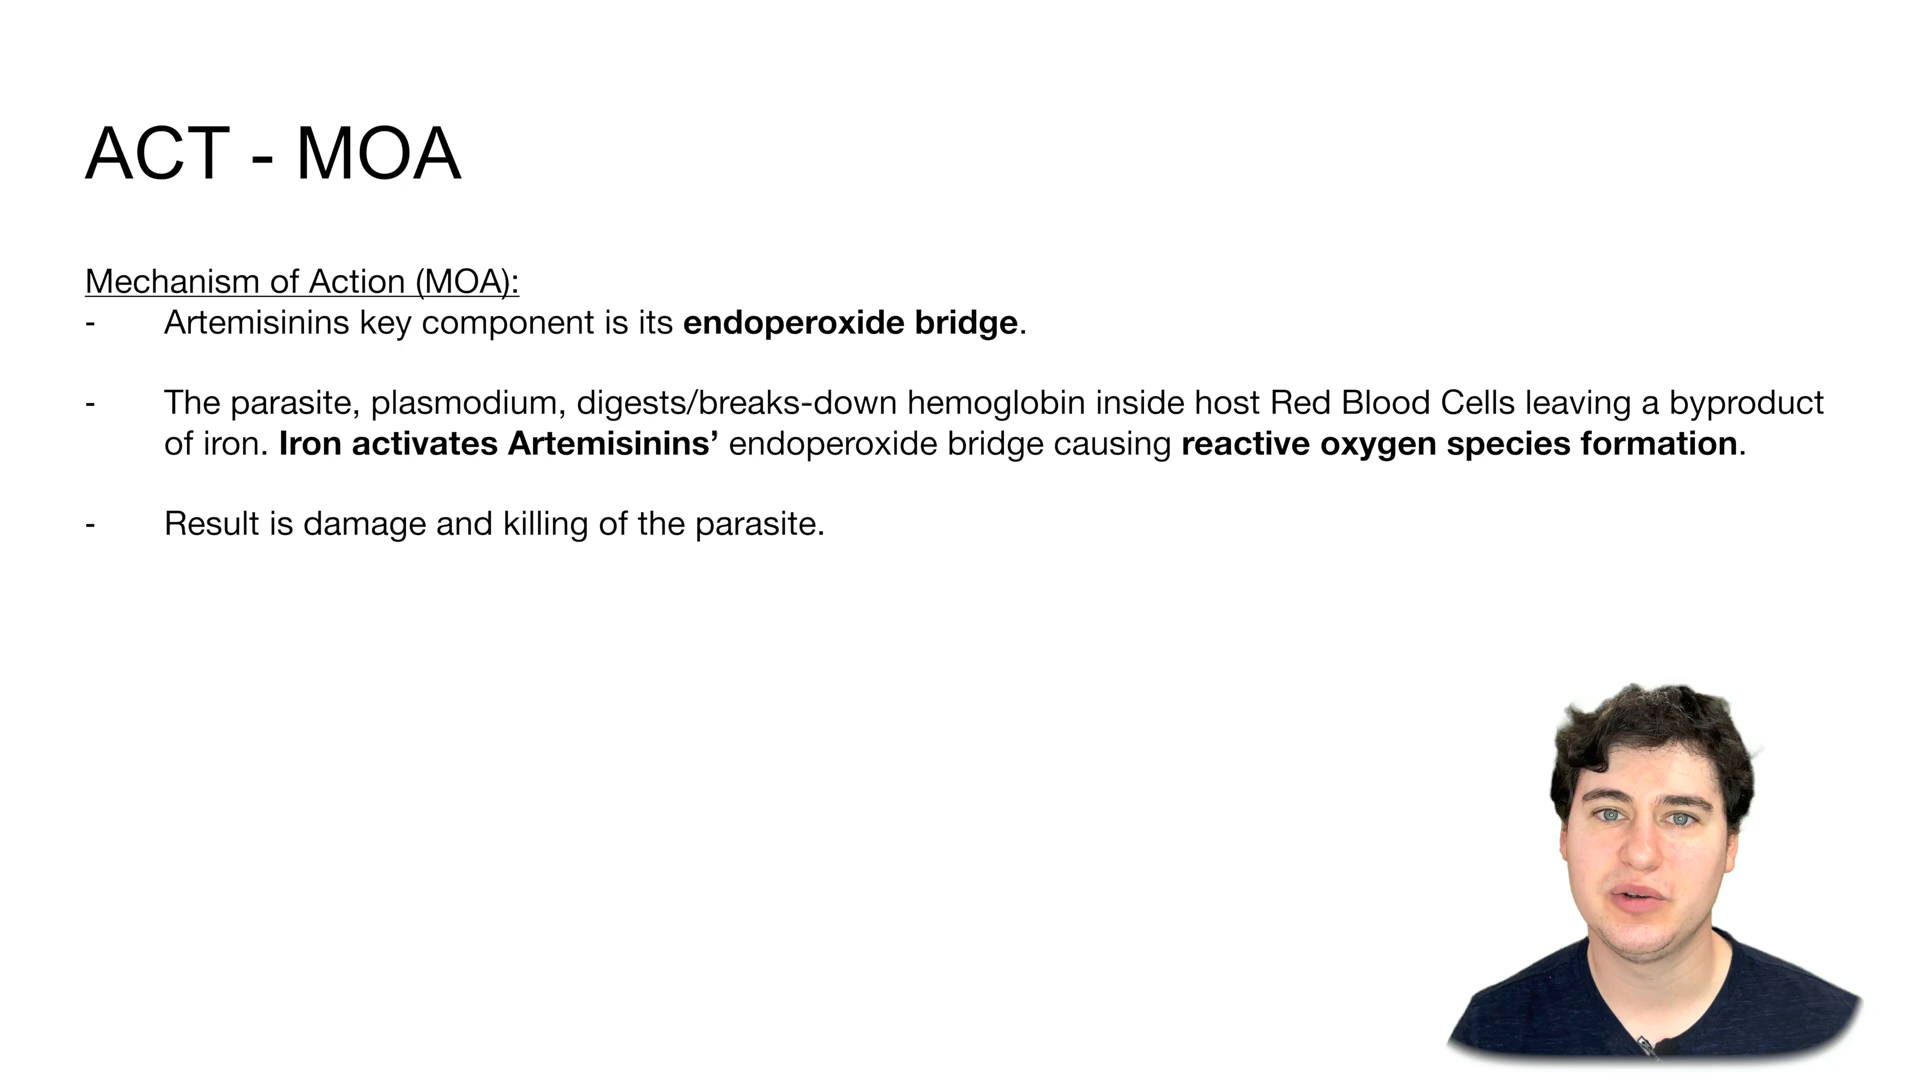 ACT - MOA
Mechanism of Action (MOA):
- Artemisinins key component is its endoperoxide bridge.
- The parasite, plasmodium, digests/breaks-down hemoglobin inside host Red Blood Cells leaving a byproduct
of iron. Iron activates Artemisinins’ endoperoxide bridge causing reactive oxygen species formation.
- Result is damage and killing of the parasite.